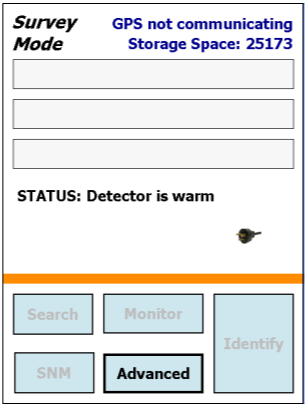 Survey
Mode
GPS not communicating
Storage Space: 25173
STATUS: Detector is warm
Search
Monitor
Identify
SNM
Advanced